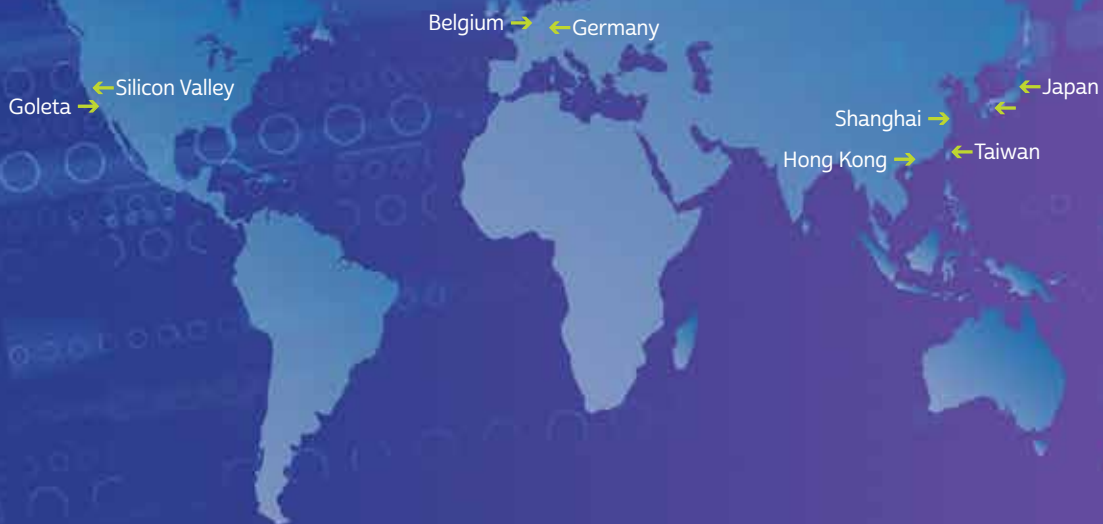 Belgium
Germany
Silicon Valley
Goleta
Japan
Shanghai
Hong Kong
Taiwan